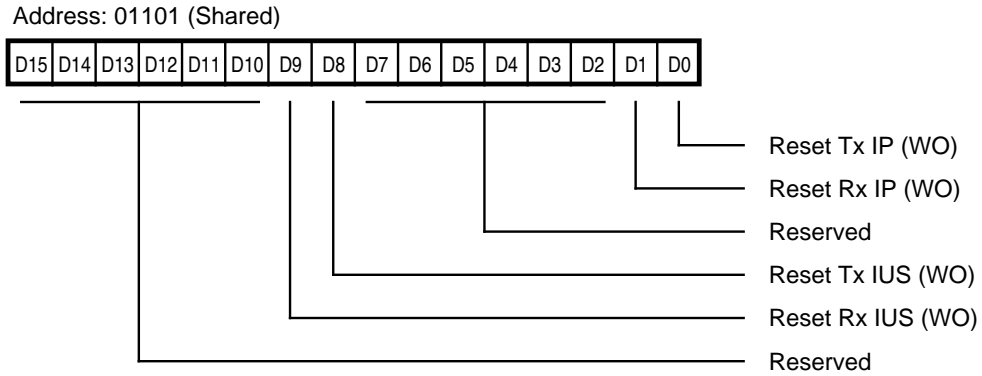 Address: 01101 (Shared)
D15 D14 D13 D12 D11 D10 D9 D8 D7 D6 D5 D4 D3 D2 D1 D0
Reset Tx IP (WO)
Reset Rx IP (WO)
Reserved
Reset Tx IUS (WO)
Reset Rx IUS (WO)
Reserved